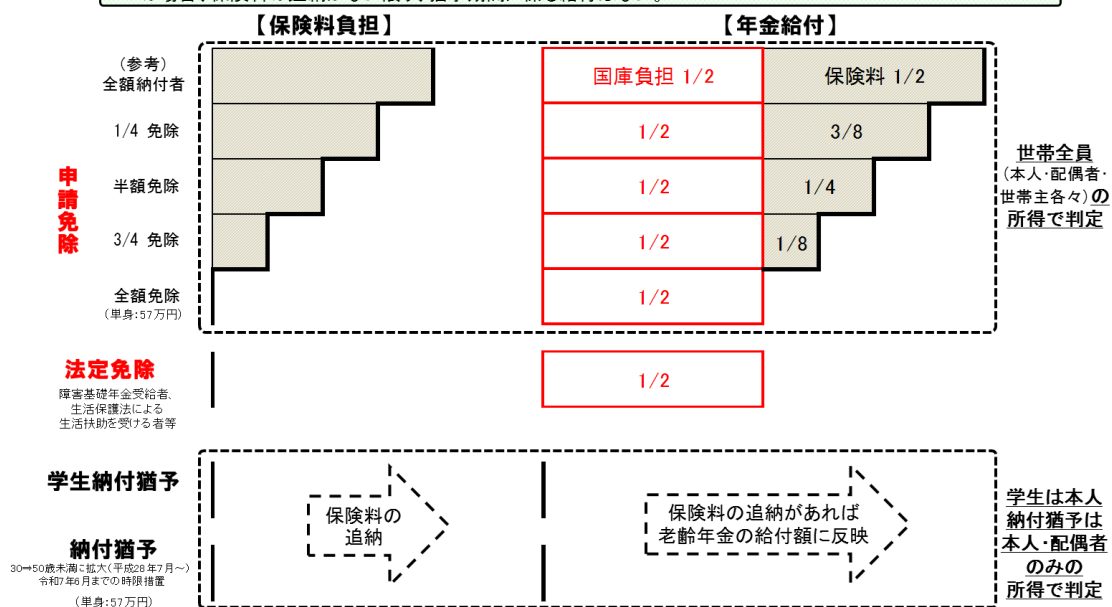 【保険料負担】
【年金給付】
(参考)
全額納付者
国庫負担 1/2
保険料 1/2
1/4 免除
1/2
3/8
申請免除
半額免除
1/2
1/4
3/4 免除
1/2
1/8
全額免除
(単身:57万円)
1/2
世帯全員
(本人・配偶者・
世帯主各々)の
所得で判定
法定免除
障害基礎年金受給者、
生活保護法による
生活扶助を受ける者等
1/2
学生納付猶予
納付猶予
30⇒50歳未満に拡大(平成28年7月~)
令和7年6月までの時限措置
(単身:57万円)
保険料の
追納
保険料の追納があれば
老齢年金の給付額に反映
学生は本人
納付猶予は
本人・配偶者
のみの
所得で判定